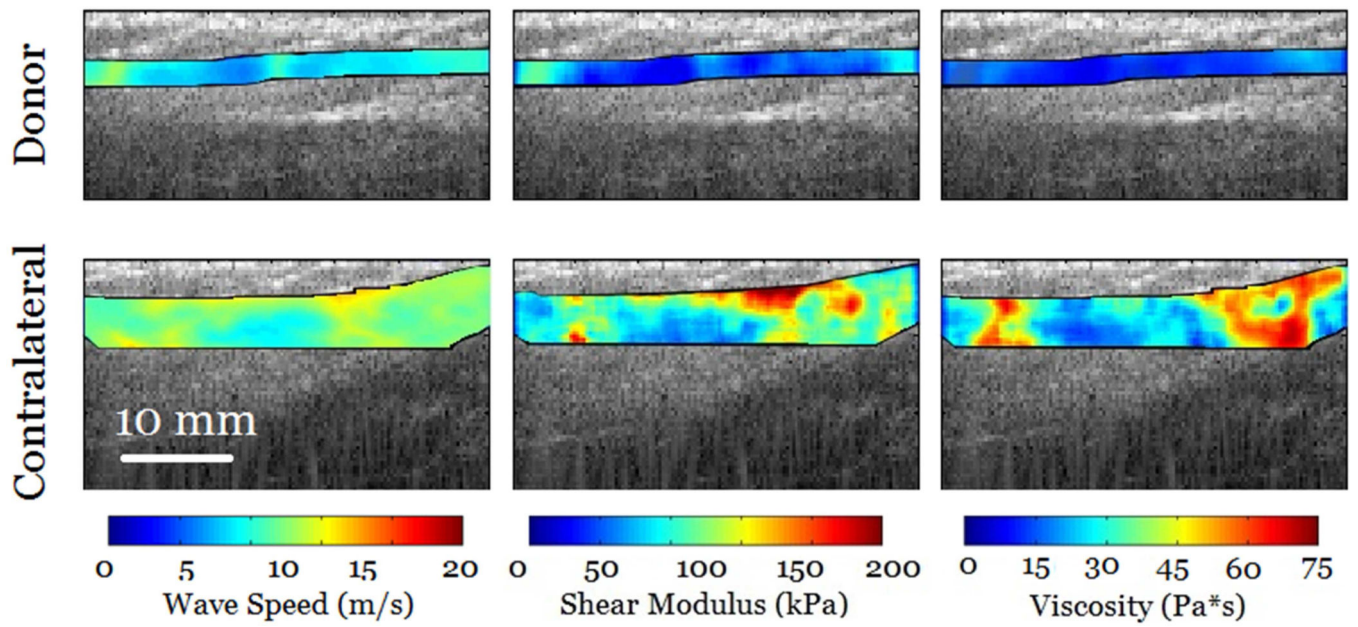 Donor
Contralateral
10 mm
0 5 10 15 20
Wave Speed (m/s)
0 50 100 150 200
Shear Modulus (kPa)
0 15 30 45 60 75
Viscosity (Pa*s)